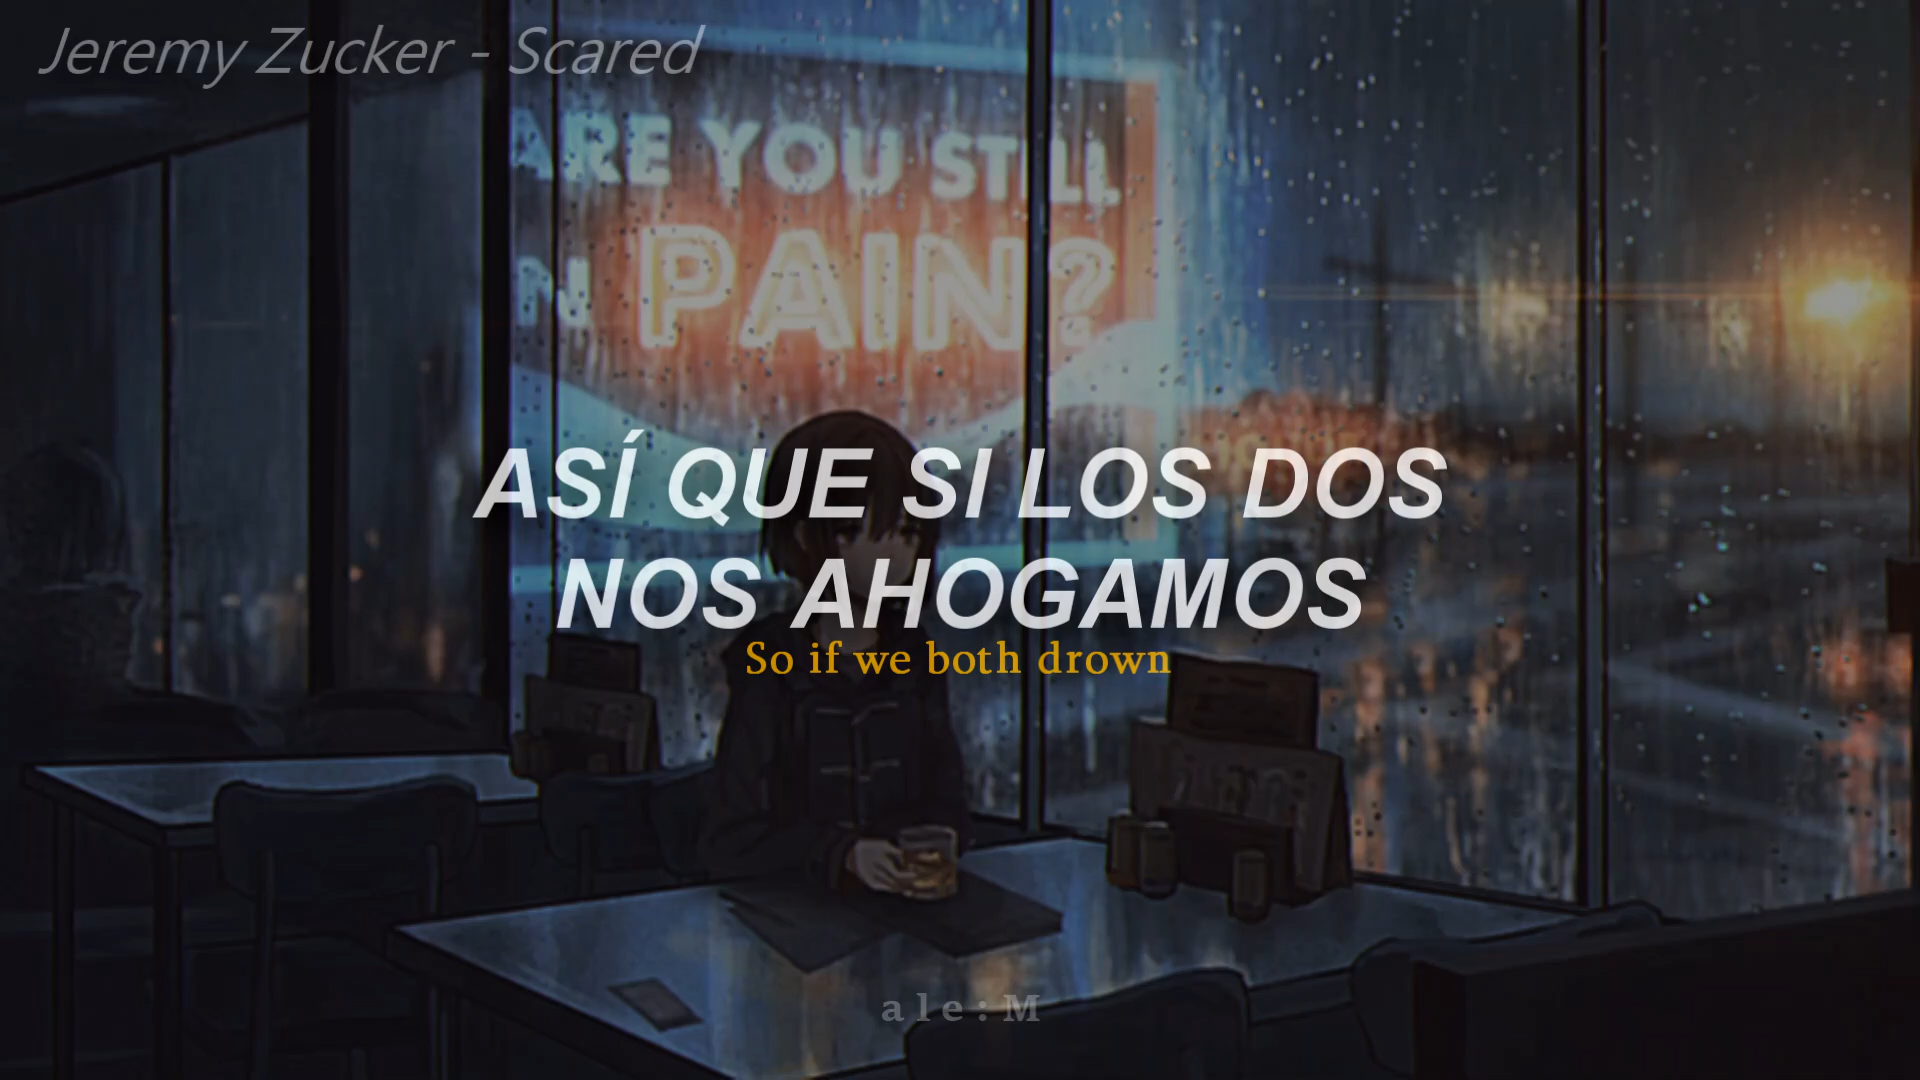 Jeremy Zucker - Scared
ARE YOU STILL
N PAIN?
ASÍ QUE SI LOS DOS
NOS AHOGAMOS
So if we both drown
ale:M